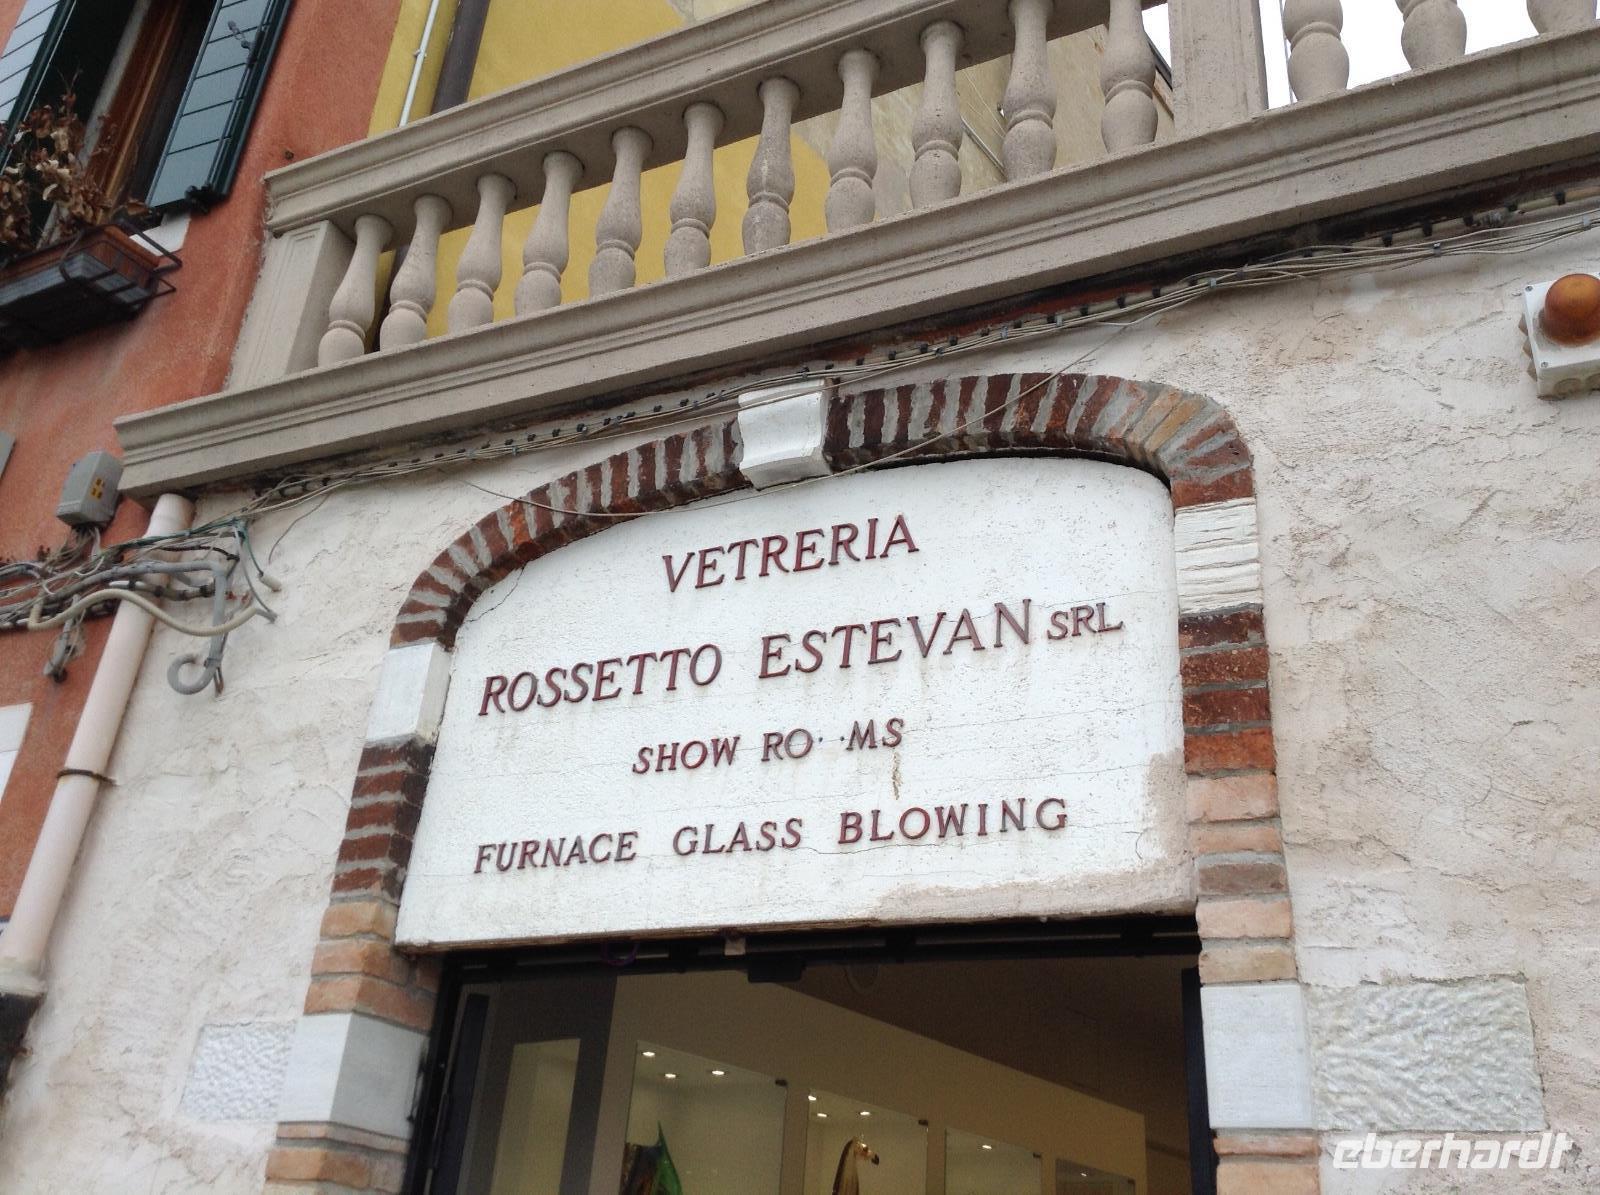 VETRERIA
ROSSETTO ESTEVAN SRL
SHOW RO MS
FURNACE GLASS BLOWING
eberhardt